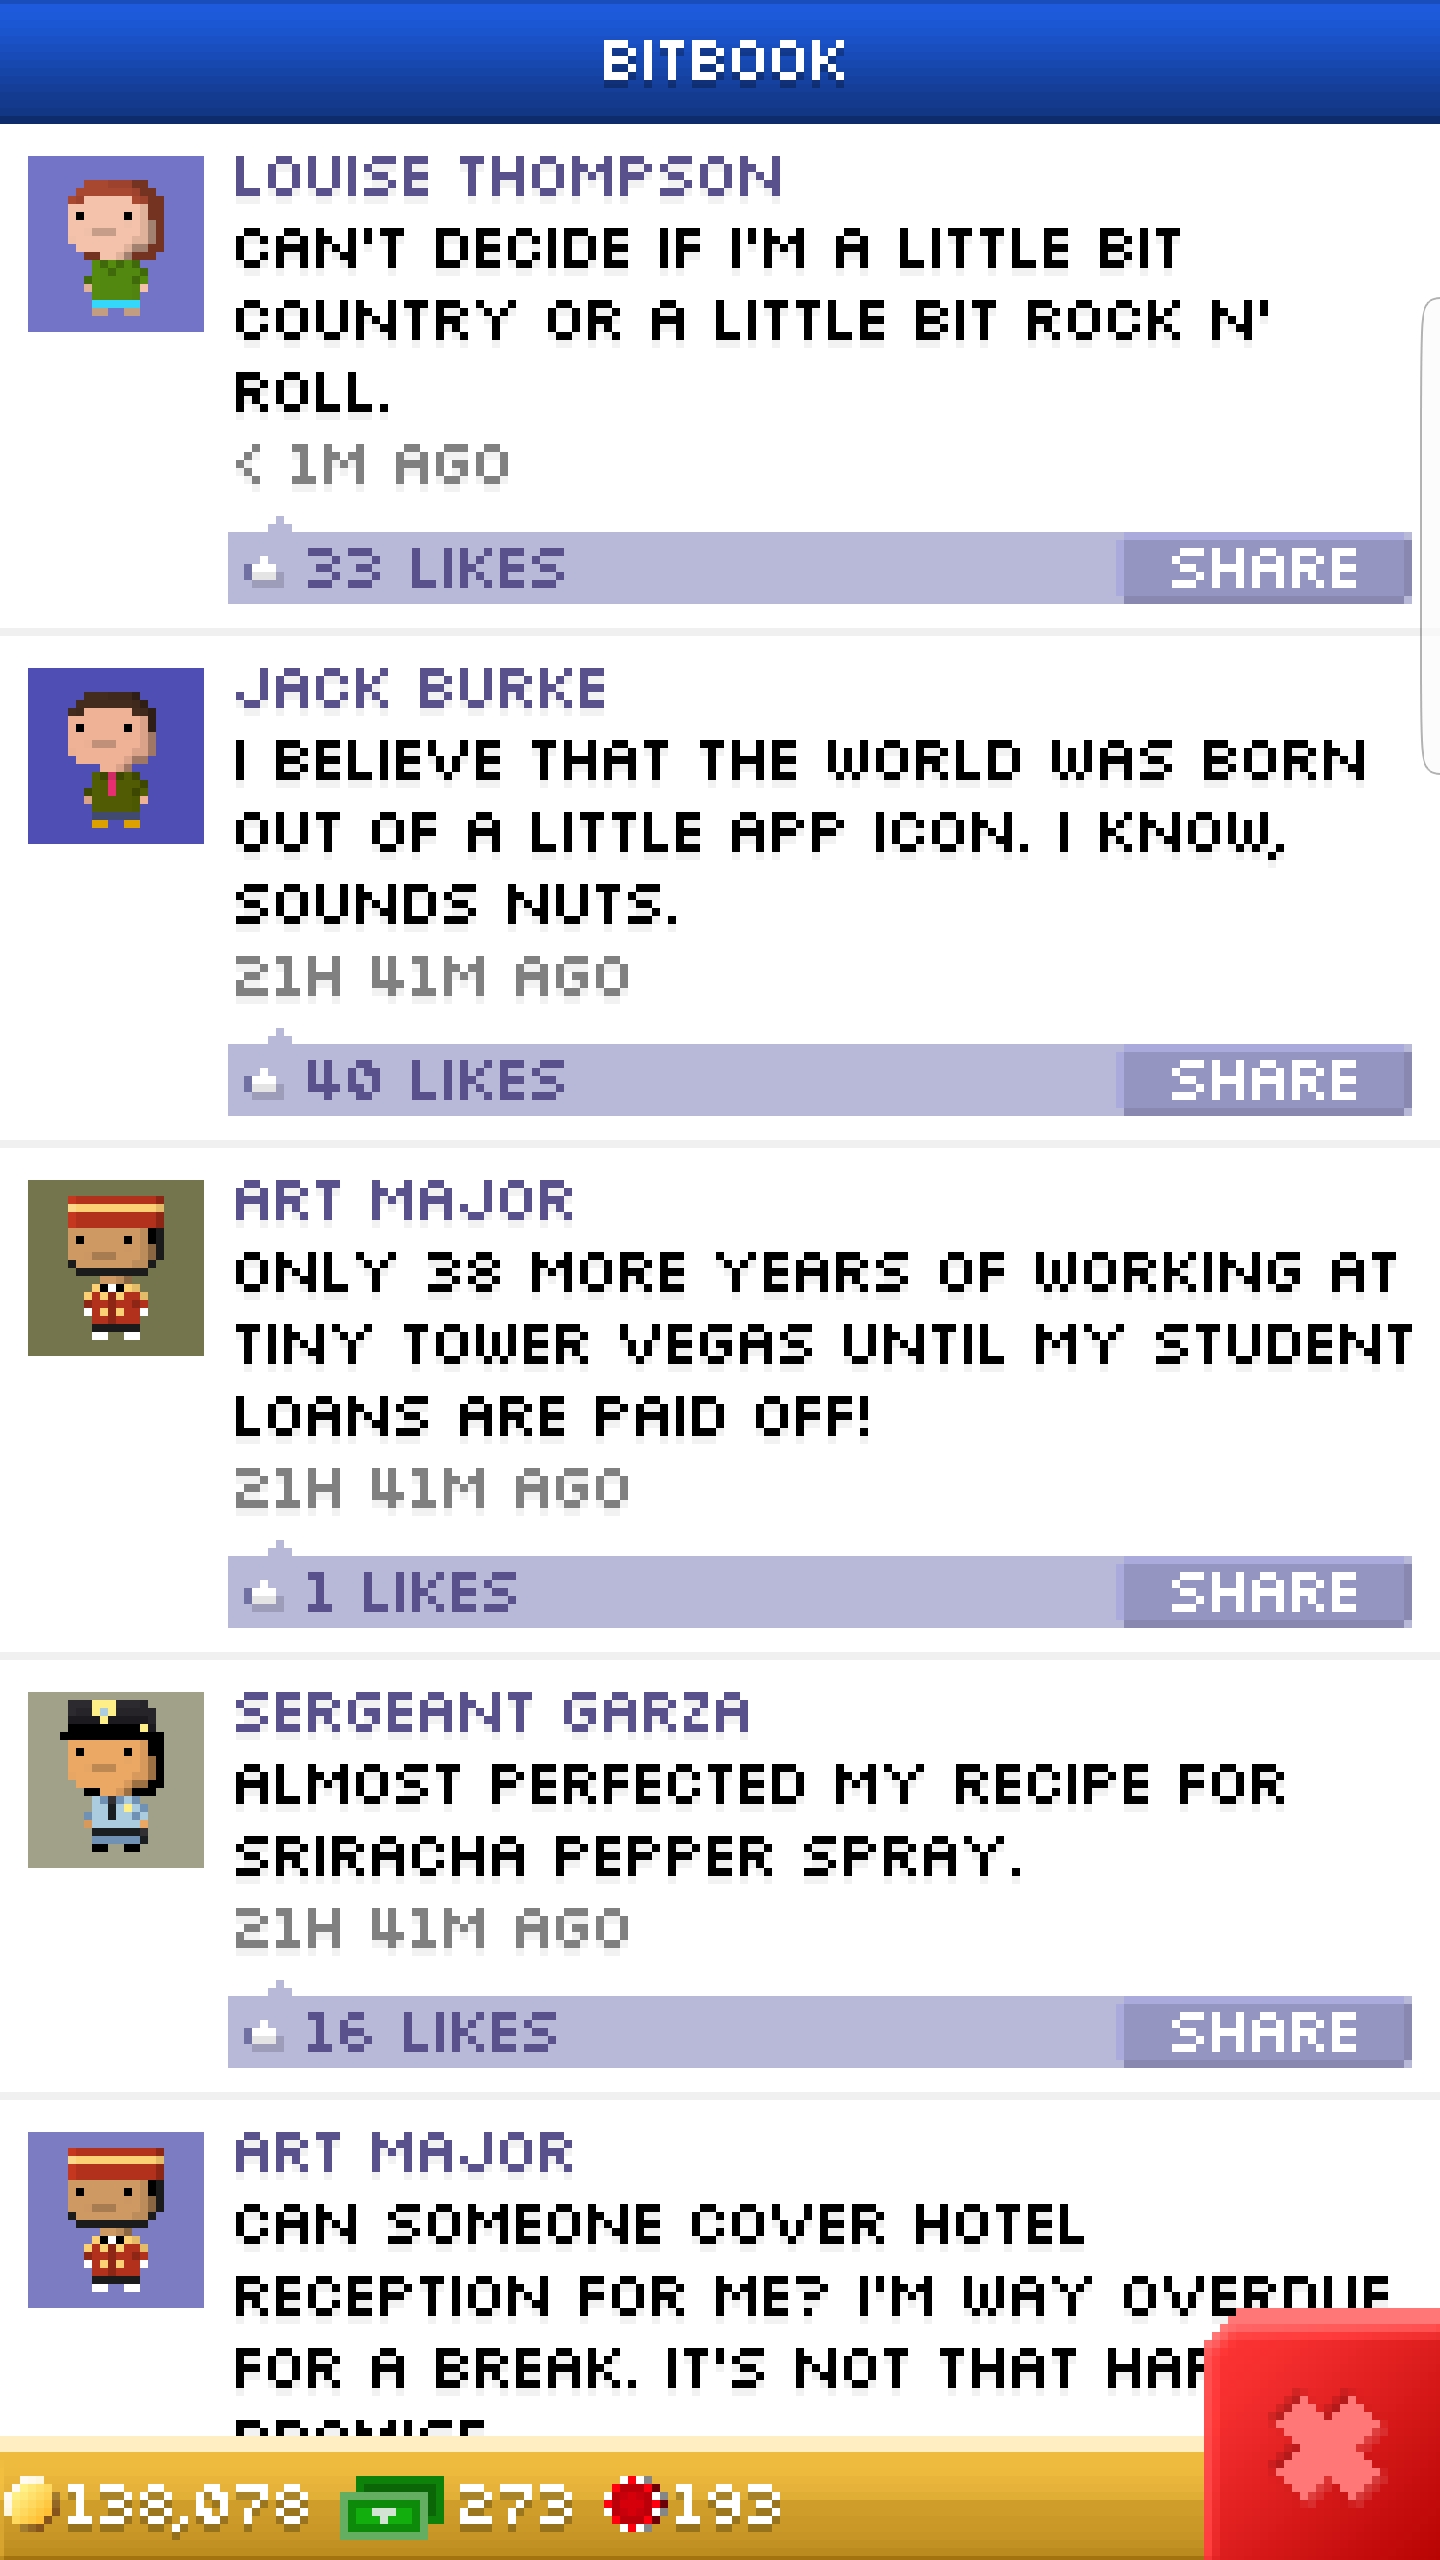 BITBOOK
LOUISE THOMPSON
CAN'T DECIDE IF I'M A LITTLE BIT
COUNTRY OR A LITTLE BIT ROCK N'
ROLL.
< 1M AGO
33 LIKES SHARE
JACK BURKE
I BELIEVE THAT THE WORLD WAS BORN
OUT OF A LITTLE APP ICON. I KNOW,
SOUNDS NUTS.
21H 41M AGO
40 LIKES SHARE
ART MAJOR
ONLY 38 MORE YEARS OF WORKING AT
TINY TOWER VEGAS UNTIL MY STUDENT
LOANS ARE PAID OFF!
21H 41M AGO
1 LIKES SHARE
SERGEANT GARZA
ALMOST PERFECTED MY RECIPE FOR
SRIRACHA PEPPER SPRAY.
21H 41M AGO
16 LIKES SHARE
ART MAJOR
CAN SOMEONE COVER HOTEL
RECEPTION FOR ME? I'M WAY OVERDUE
FOR A BREAK. IT'S NOT THAT
138,078 273 193